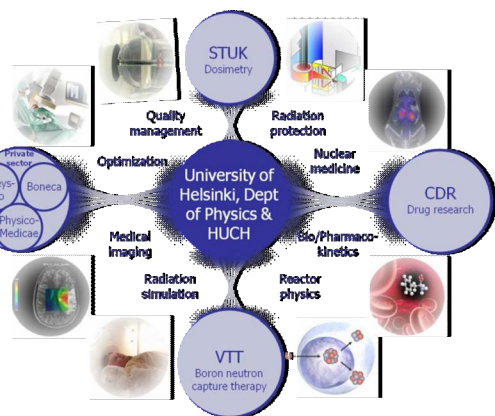 STUK
Dosimetry
Quality
management
Radiation
protection
Private
sector
Optimization
Nuclear
medicine
Boneca
Physico-
Medicae
University of
Helsinki, Dept
of Physics &
HUCH
CDR
Drug research
Medical
imaging
Bio/Pharmaco-
kinetics
Radiation
simulation
Reactor
physics
VTT
Boron neutron
capture therapy